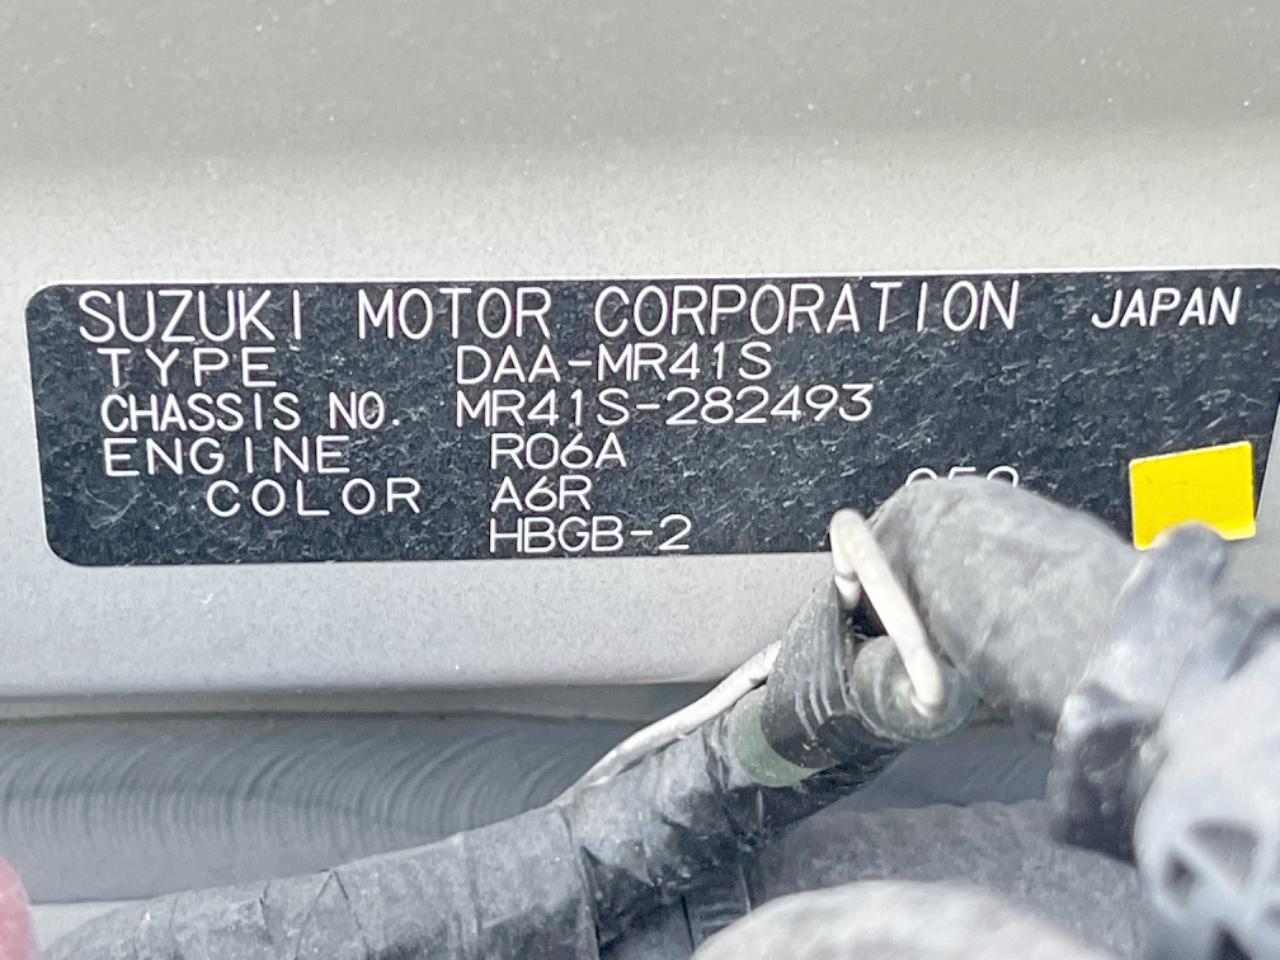 SUZUKI MOTOR CORPORATION JAPAN
TYPE DAA-MR41S
CHASSIS NO. MR41S-282493
ENGINE R06A
COLOR A6R
HBGB-2